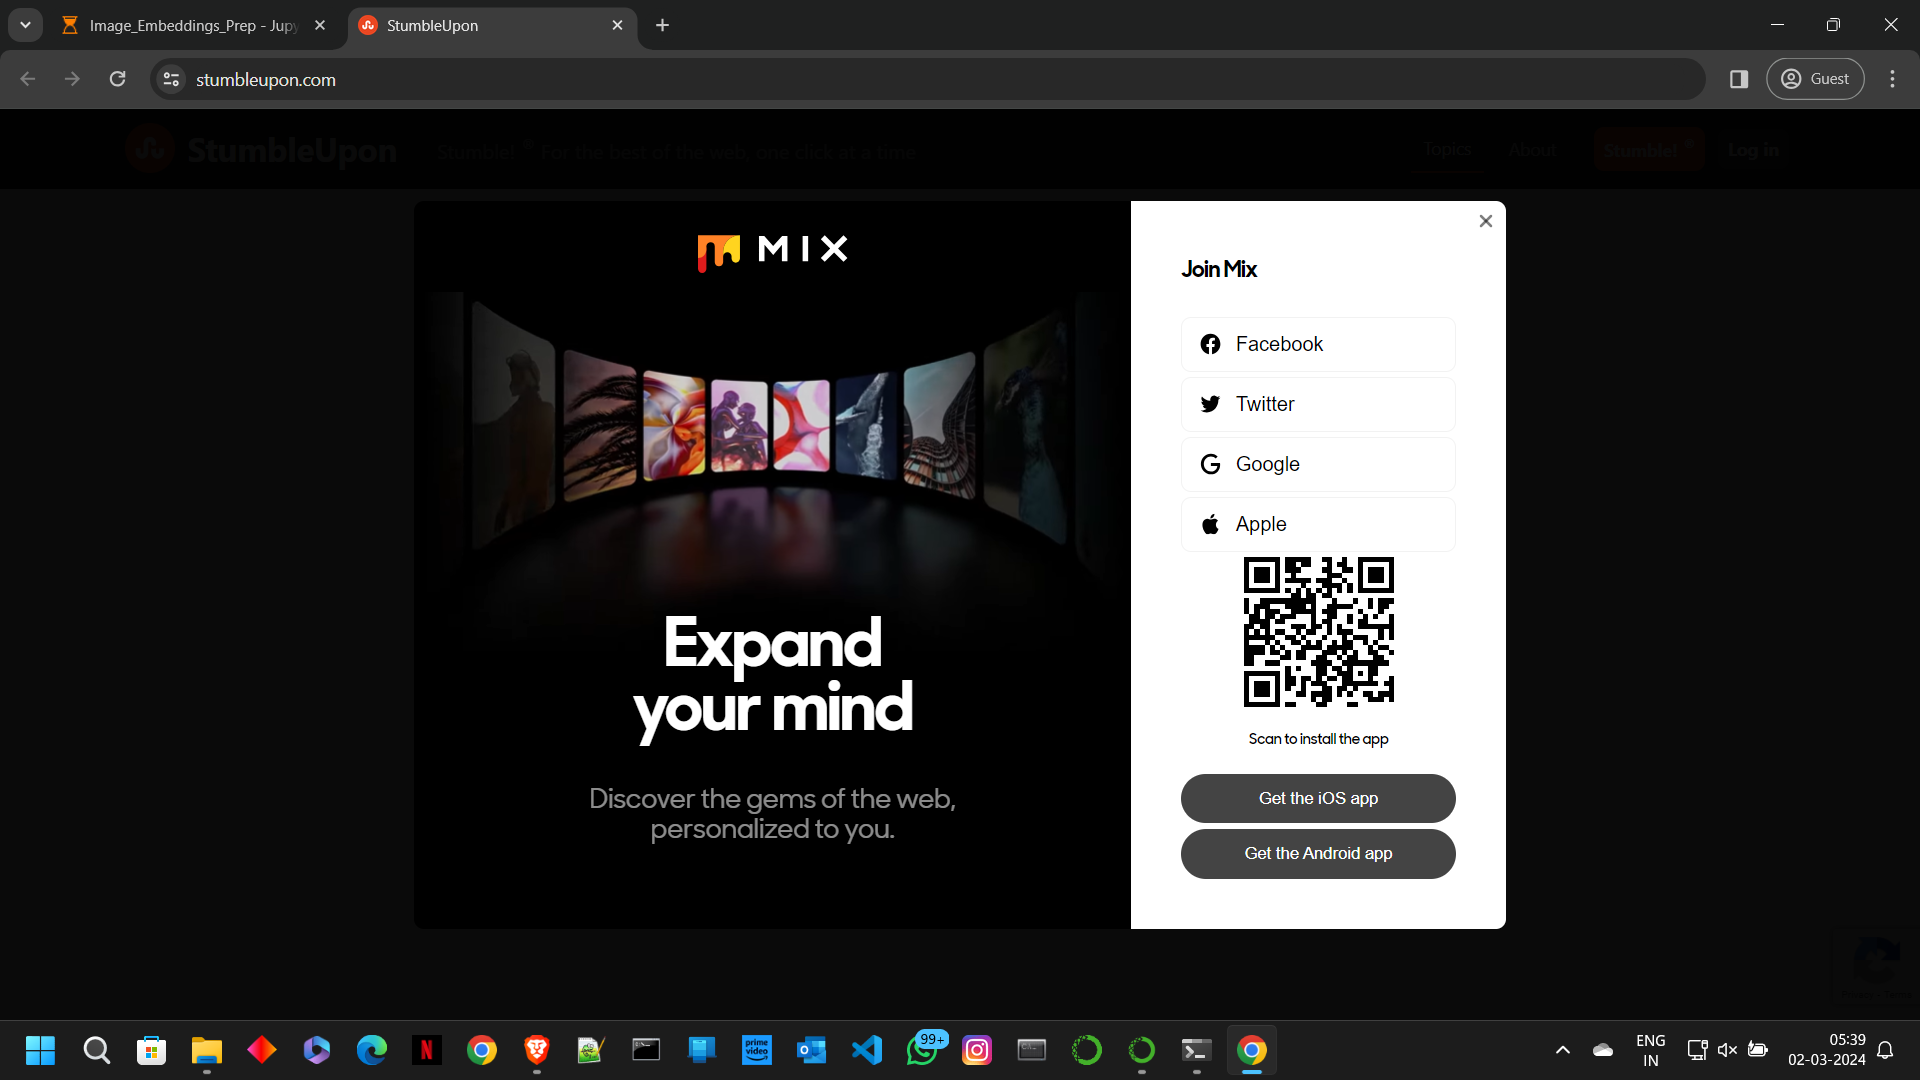 Image_Embeddings_Prep - Jupy
StumbleUpon
stumbleupon.com
Guest
StumbleUpon
Stumble! For the best of the web, one click at a time
Topics
About
Stumble!
Log in
MIX
Expand
your mind
Discover the gems of the web,
personalized to you.
Join Mix
Facebook
Twitter
Google
Apple
Scan to install the app
Get the iOS app
Get the Android app
N
prime
video
99+
ENG
IN
05:39
02-03-2024